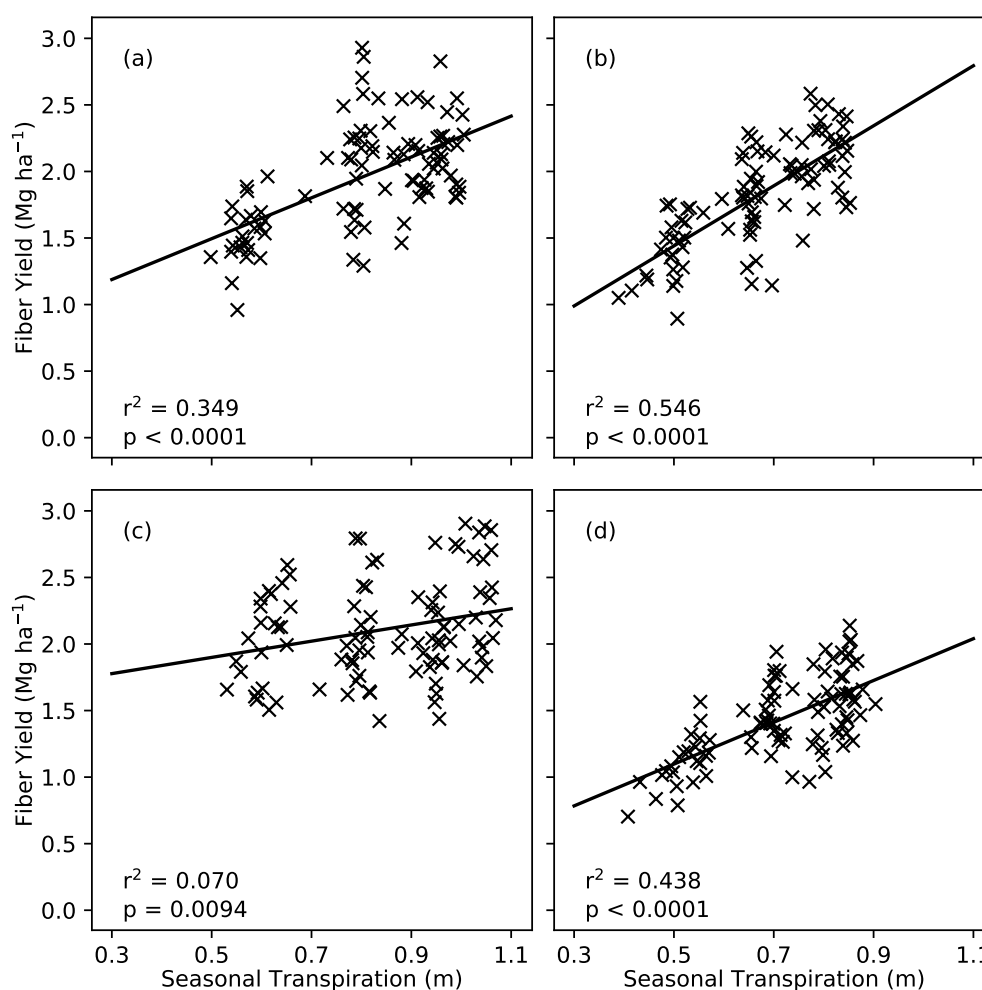 3.0
2.5
2.0
1.5
1.0
0.5
0.0
Fiber Yield (Mg ha⁻¹)
(a)
r² = 0.349
p < 0.0001
(b)
r² = 0.546
p < 0.0001
3.0
2.5
2.0
1.5
1.0
0.5
0.0
Fiber Yield (Mg ha⁻¹)
(c)
r² = 0.070
p = 0.0094
0.3 0.5 0.7 0.9 1.1
Seasonal Transpiration (m)
(d)
r² = 0.438
p < 0.0001
0.3 0.5 0.7 0.9
Seasonal Transpiration (m)